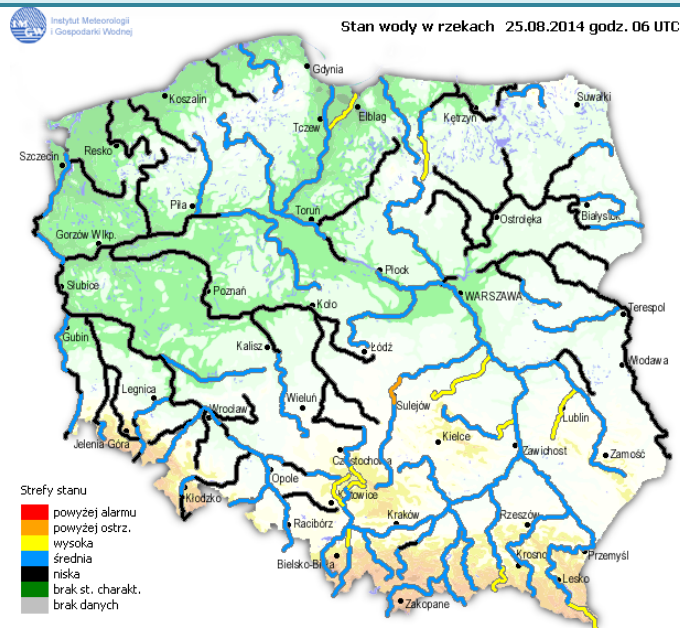 Instytut Meteorologii
i Gospodarki Wodnej
Stan wody w rzekach 25.08.2014 godz. 06 UTC
Gdynia
Koszalin
Suwałki
Elbląg
Kętrzyn
Tczew
Resko
Szczecin
Piła
Białystok
Toruń
Ostrołęka
Gorzów Wlkp.
Płock
Słubice
Poznań
WARSZAWA
Koło
Terespol
Gubin
Kalisz
Łódź
Włodawa
Legnica
Wieluń
Sulejów
Lublin
Wrocław
Jelenia Góra
Kielce
Zawichost
Częstochowa
Zamość
Opole
Strefy stanu
Kłodzko
Katowice
powyżej alarmu
Racibórz
Kraków
Rzeszów
powyżej ostrz.
wysoka
Bielsko-Biała
Krosno
Przemyśl
średnia
niska
Lesko
brak st. charakt.
Zakopane
brak danych